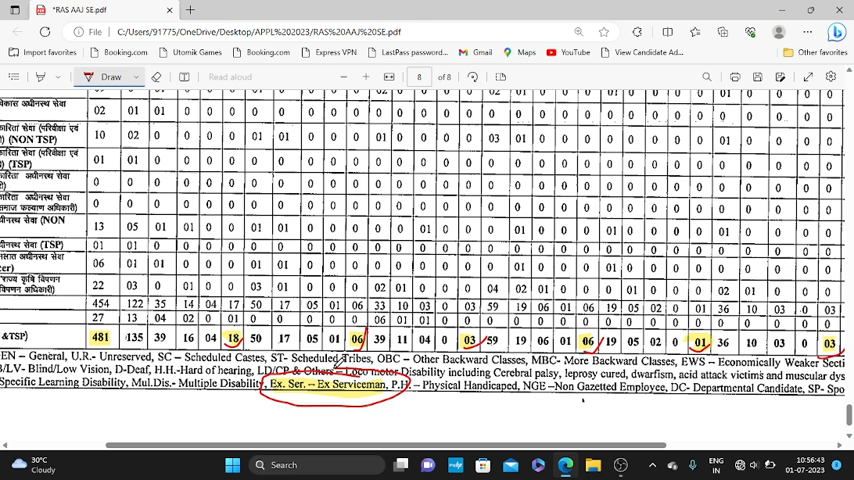 *RAS AAJ SE.pdf
File | C:/Users/91775/OneDrive/Desktop/APPL%202023/RAS%20AAJ%20SE.pdf
Import favorites Booking.com Utomik Games Booking.com Express VPN LastPass password... Gmail Maps YouTube View Candidate Ad... Other favorites
Draw Read aloud 8 of 8
विकास अधीनस्थ सेवा 02 01 01 0 0 0 0 0 0 0 0 0 0 0 0 0 0 0 0 0 0 0 0 0 0 0 0 0 0
(NON TSP) 10 02 0 0 0 0 01 01 0 0 0 01 0 0 0 0 03 01 0 0 0 0 0 0 0 01 0 0 0
(TSP) 01 01 0 0 0 0 0 0 0 0 0 0 0 0 0 0 0 0 0 0 0 0 0 0 0 0 0 0 0
0 0 0 0 0 0 0 0 0 0 0 0 0 0 0 0 0 0 0 0 0 0 0 0 0 0 0 0 0
समाज कल्याण अधिकारी) 0 0 0 0 0 0 0 0 0 0 0 0 0 0 0 0 0 0 0 0 0 0 0 0 0 0 0 0 0
धीनस्थ सेवा (NON 13 05 01 01 0 0 01 01 0 0 0 0 0 01 0 0 0 01 0 0 0 01 0 0 0 01 0 0 0
धीनस्थ सेवा (TSP) 01 01 0 0 0 0 0 0 0 0 0 0 0 0 0 0 0 0 0 0 0 0 0 0 0 0 0 0 0
cer) 06 01 01 0 0 0 01 01 0 0 0 0 0 0 0 0 0 01 0 0 0 0 0 0 0 0 0 0 0
विपणन अधिकारी) 22 03 0 01 0 0 03 01 0 0 0 02 01 0 0 0 04 02 01 0 0 01 0 0 0 02 01 0 0
454 122 35 14 04 17 50 17 05 01 06 33 10 03 0 03 59 19 06 01 06 19 05 02 0 01 36 10 03 0 03
27 13 04 02 0 01 0 0 0 0 0 06 01 01 0 0 0 0 0 0 0 0 0 0 0 0 0 0 0 0 0
&TSP) 481 135 39 16 04 18 50 17 05 01 06 39 11 04 0 03 59 19 06 01 06 19 05 02 0 01 36 10 03 0 03
EN – General, U.R.- Unreserved, SC – Scheduled Castes, ST- Scheduled Tribes, OBC - Other Backward Classes, MBC- More Backward Classes, EWS – Economically Weaker Secti
B/LV- Blind/Low Vision, D-Deaf, H.H.-Hard of hearing, LD/CP & Others – Loco motor Disability including Cerebral palsy, leprosy cured, dwarfism, acid attack victims and muscular dys
Specific Learning Disability, Mul.Dis.- Multiple Disability, Ex. Ser. – Ex Serviceman, P.H. – Physical Handicaped, NGE –Non Gazetted Employee, DC- Departmental Candidate, SP- Spo
30°C
Cloudy
Search
ENG
IN
10:56:43
01-07-2023